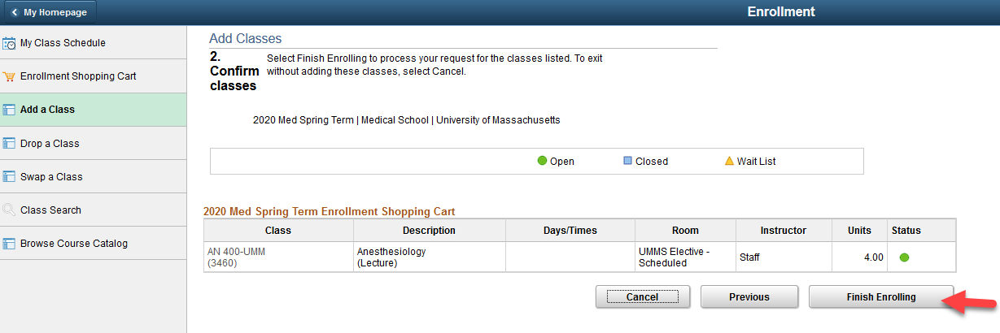 My Homepage
Enrollment
My Class Schedule
Enrollment Shopping Cart
Add a Class
Drop a Class
Swap a Class
Class Search
Browse Course Catalog
Add Classes
2.
Confirm
classes
Select Finish Enrolling to process your request for the classes listed. To exit
without adding these classes, select Cancel.
2020 Med Spring Term | Medical School | University of Massachusetts
Open Closed Wait List
2020 Med Spring Term Enrollment Shopping Cart
Class Description Days/Times Room Instructor Units Status
AN 400-UMM
(3460)
Anesthesiology
(Lecture)
UMMS Elective -
Scheduled
Staff
4.00
Cancel Previous Finish Enrolling